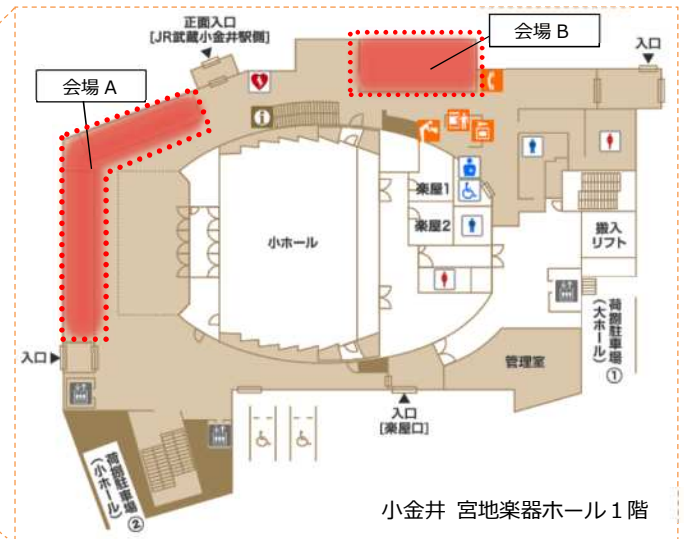 正面入口
[JR武蔵小金井駅側]
会場 B
入口
会場 A
楽屋1
楽屋2
小ホール
搬入
リフト
荷捌駐車場
(大ホール)①
入口
管理室
入口
[楽屋口]
荷捌駐車場
(小ホール)②
小金井 宮地楽器ホール１階